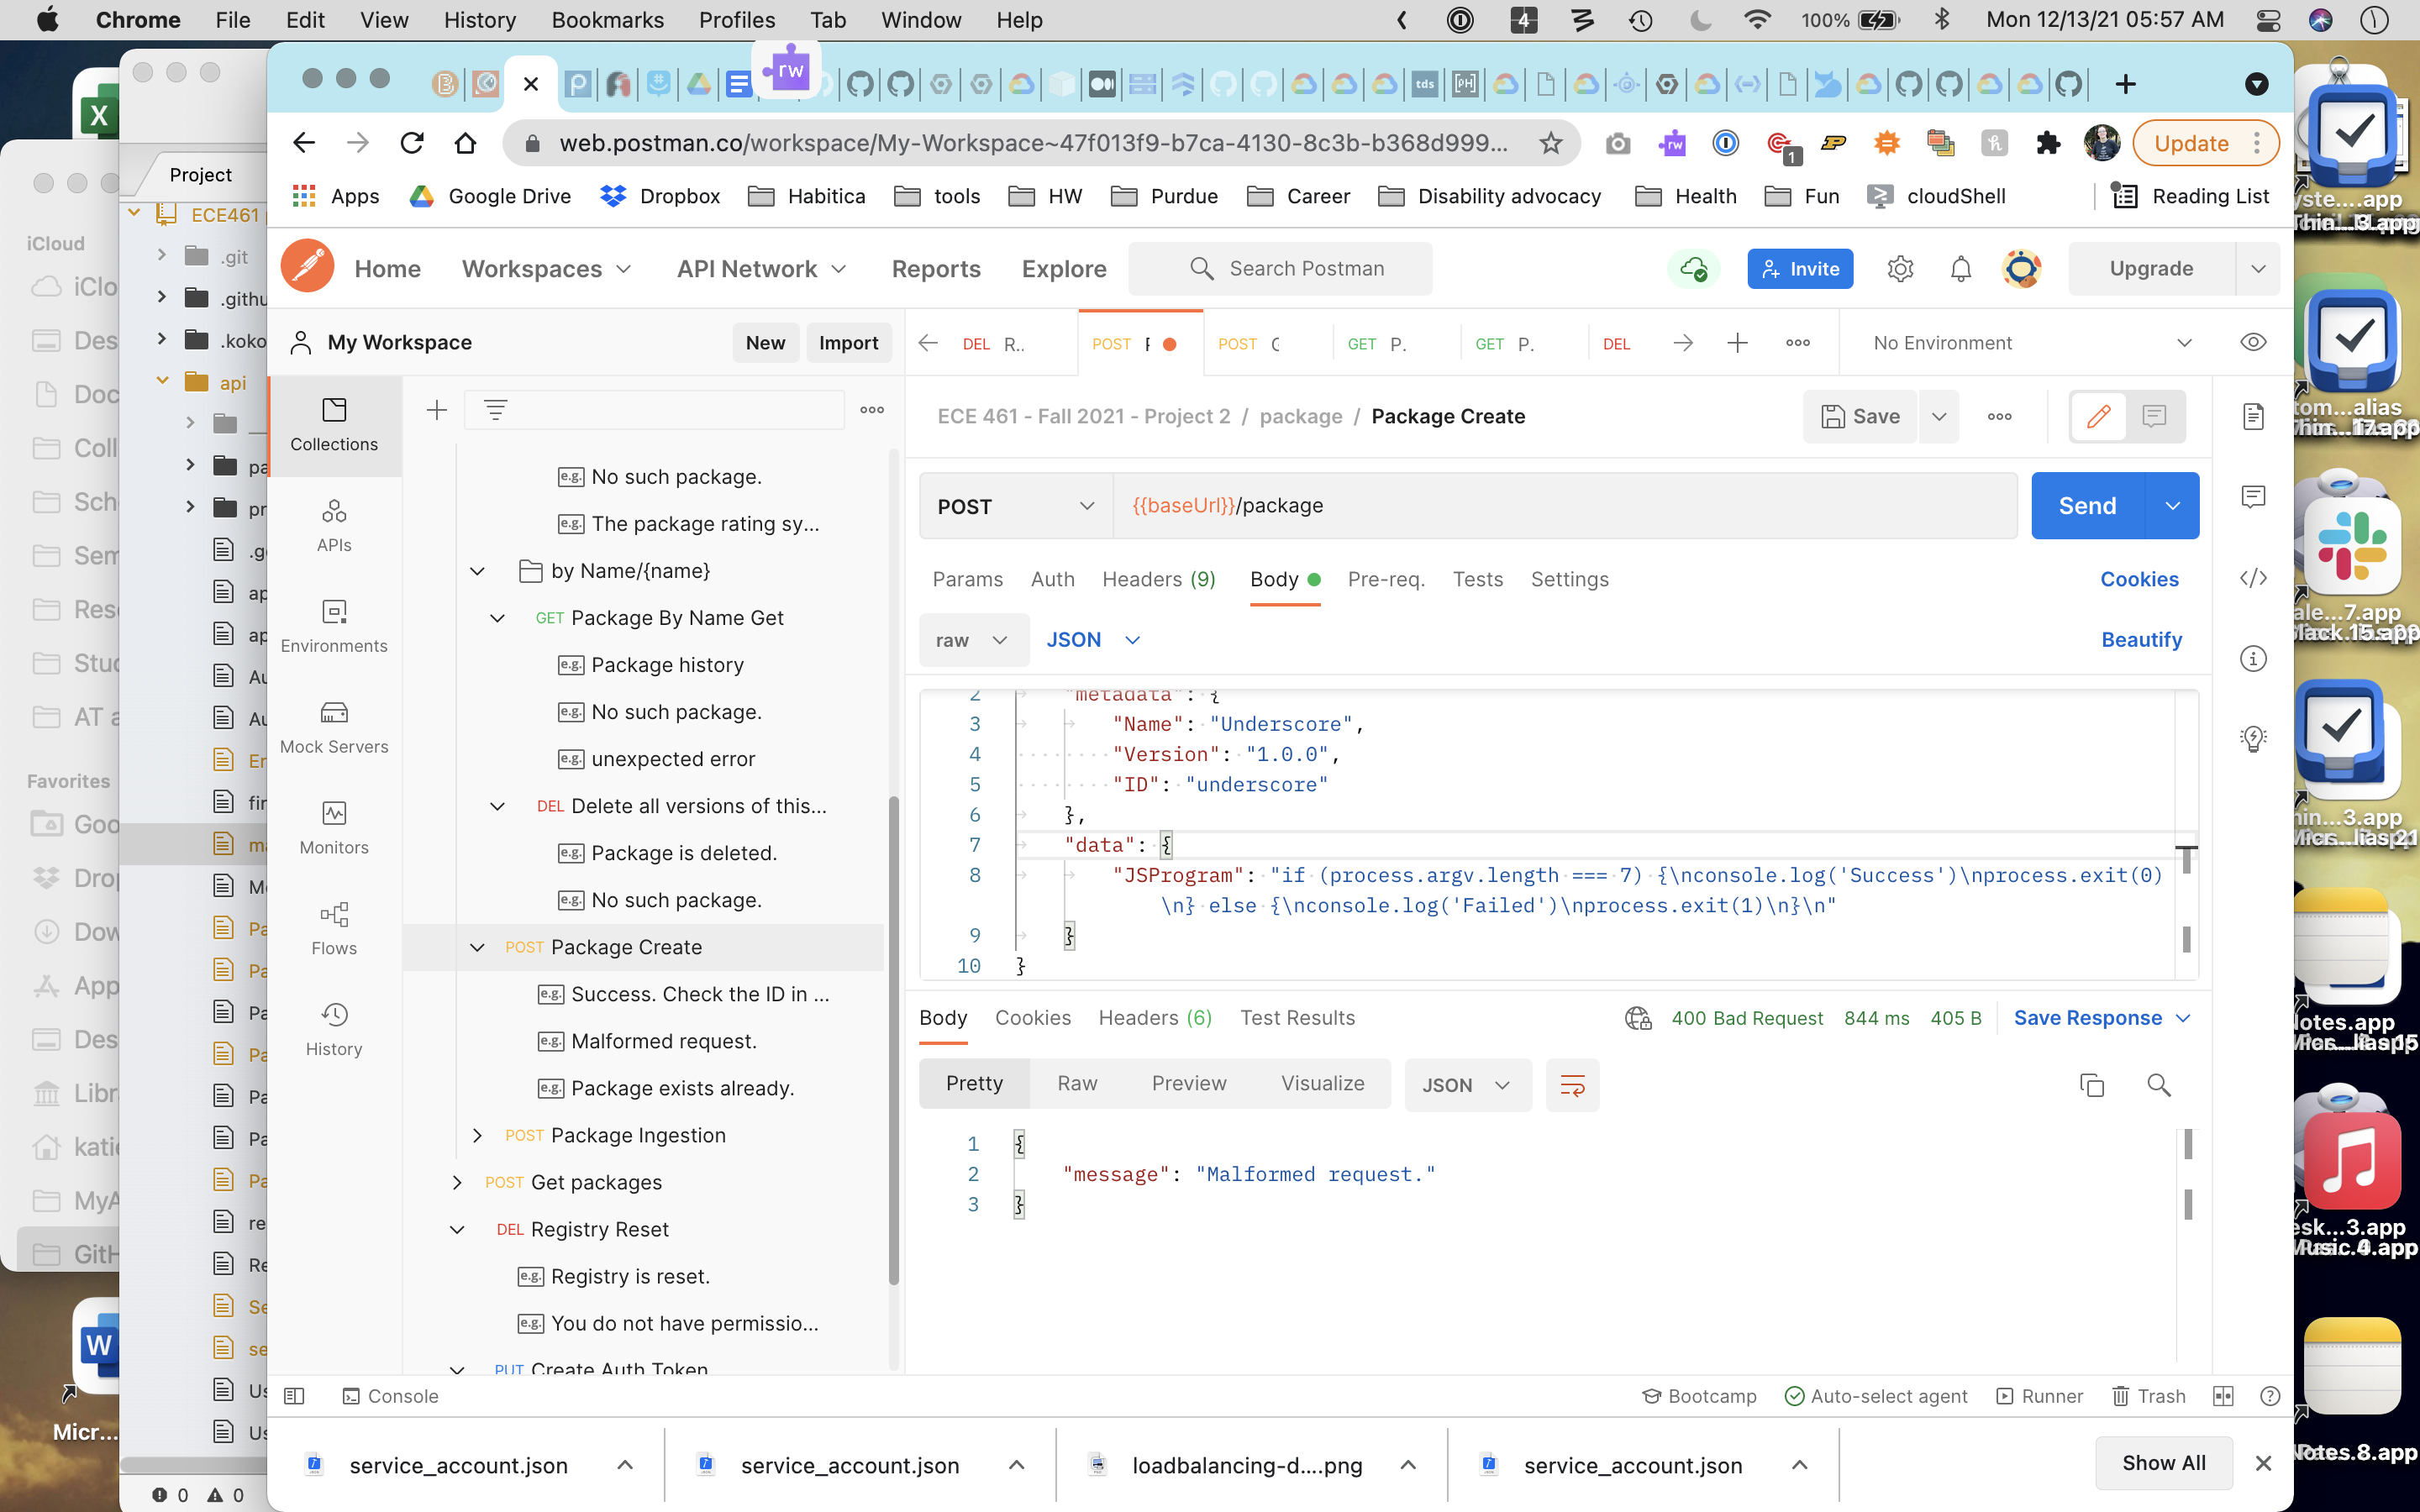 Chrome File Edit View History Bookmarks Profiles Tab Window Help 4 100% Mon 12/13/21 05:57 AM
rw tds [PH]
web.postman.co/workspace/My-Workspace~47f013f9-b7ca-4130-8c3b-b368d999... rw 1 Update
Apps Google Drive Dropbox Habitica tools HW Purdue Career Disability advocacy Health Fun cloudShell Reading List
Home Workspaces API Network Reports Explore Search Postman Invite Upgrade
My Workspace New Import DEL R.. POST POST GET P. GET P. DEL No Environment
ECE 461 - Fall 2021 - Project 2 / package / Package Create Save
POST {{baseUrl}}/package Send
Params Auth Headers (9) Body Pre-req. Tests Settings Cookies
raw JSON Beautify
2 "metadata": {
3 "Name": "Underscore",
4 "Version": "1.0.0",
5 "ID": "underscore"
6 },
7 "data": {
8 "JSProgram": "if (process.argv.length === 7) {\nconsole.log('Success')\nprocess.exit(0)
\n} else {\nconsole.log('Failed')\nprocess.exit(1)\n}\n"
9 }
10 }
Body Cookies Headers (6) Test Results 400 Bad Request 844 ms 405 B Save Response
Pretty Raw Preview Visualize JSON
1 {
2 "message": "Malformed request."
3 }
Collections
APIs
Environments
Mock Servers
Monitors
Flows
History
e.g. No such package.
e.g. The package rating sy...
by Name/{name}
GET Package By Name Get
e.g. Package history
e.g. No such package.
e.g. unexpected error
DEL Delete all versions of this...
e.g. Package is deleted.
e.g. No such package.
POST Package Create
e.g. Success. Check the ID in ...
e.g. Malformed request.
e.g. Package exists already.
POST Package Ingestion
POST Get packages
DEL Registry Reset
e.g. Registry is reset.
e.g. You do not have permissio...
PUT Create Auth Token
Console Bootcamp Auto-select agent Runner Trash
service_account.json service_account.json loadbalancing-d....png service_account.json Show All
Project
ECE461
.git
.githu
.koko
api
0 0
iCloud
Favorites
katie
Micr...